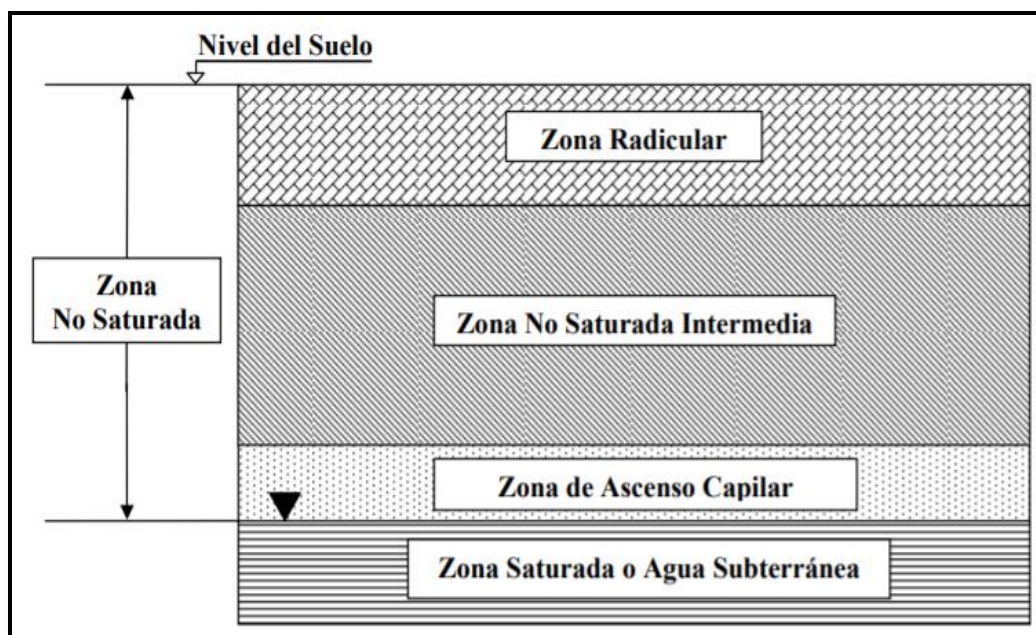 Nivel del Suelo
Zona Radicular
Zona
No Saturada
Zona No Saturada Intermedia
Zona de Ascenso Capilar
Zona Saturada o Agua Subterránea